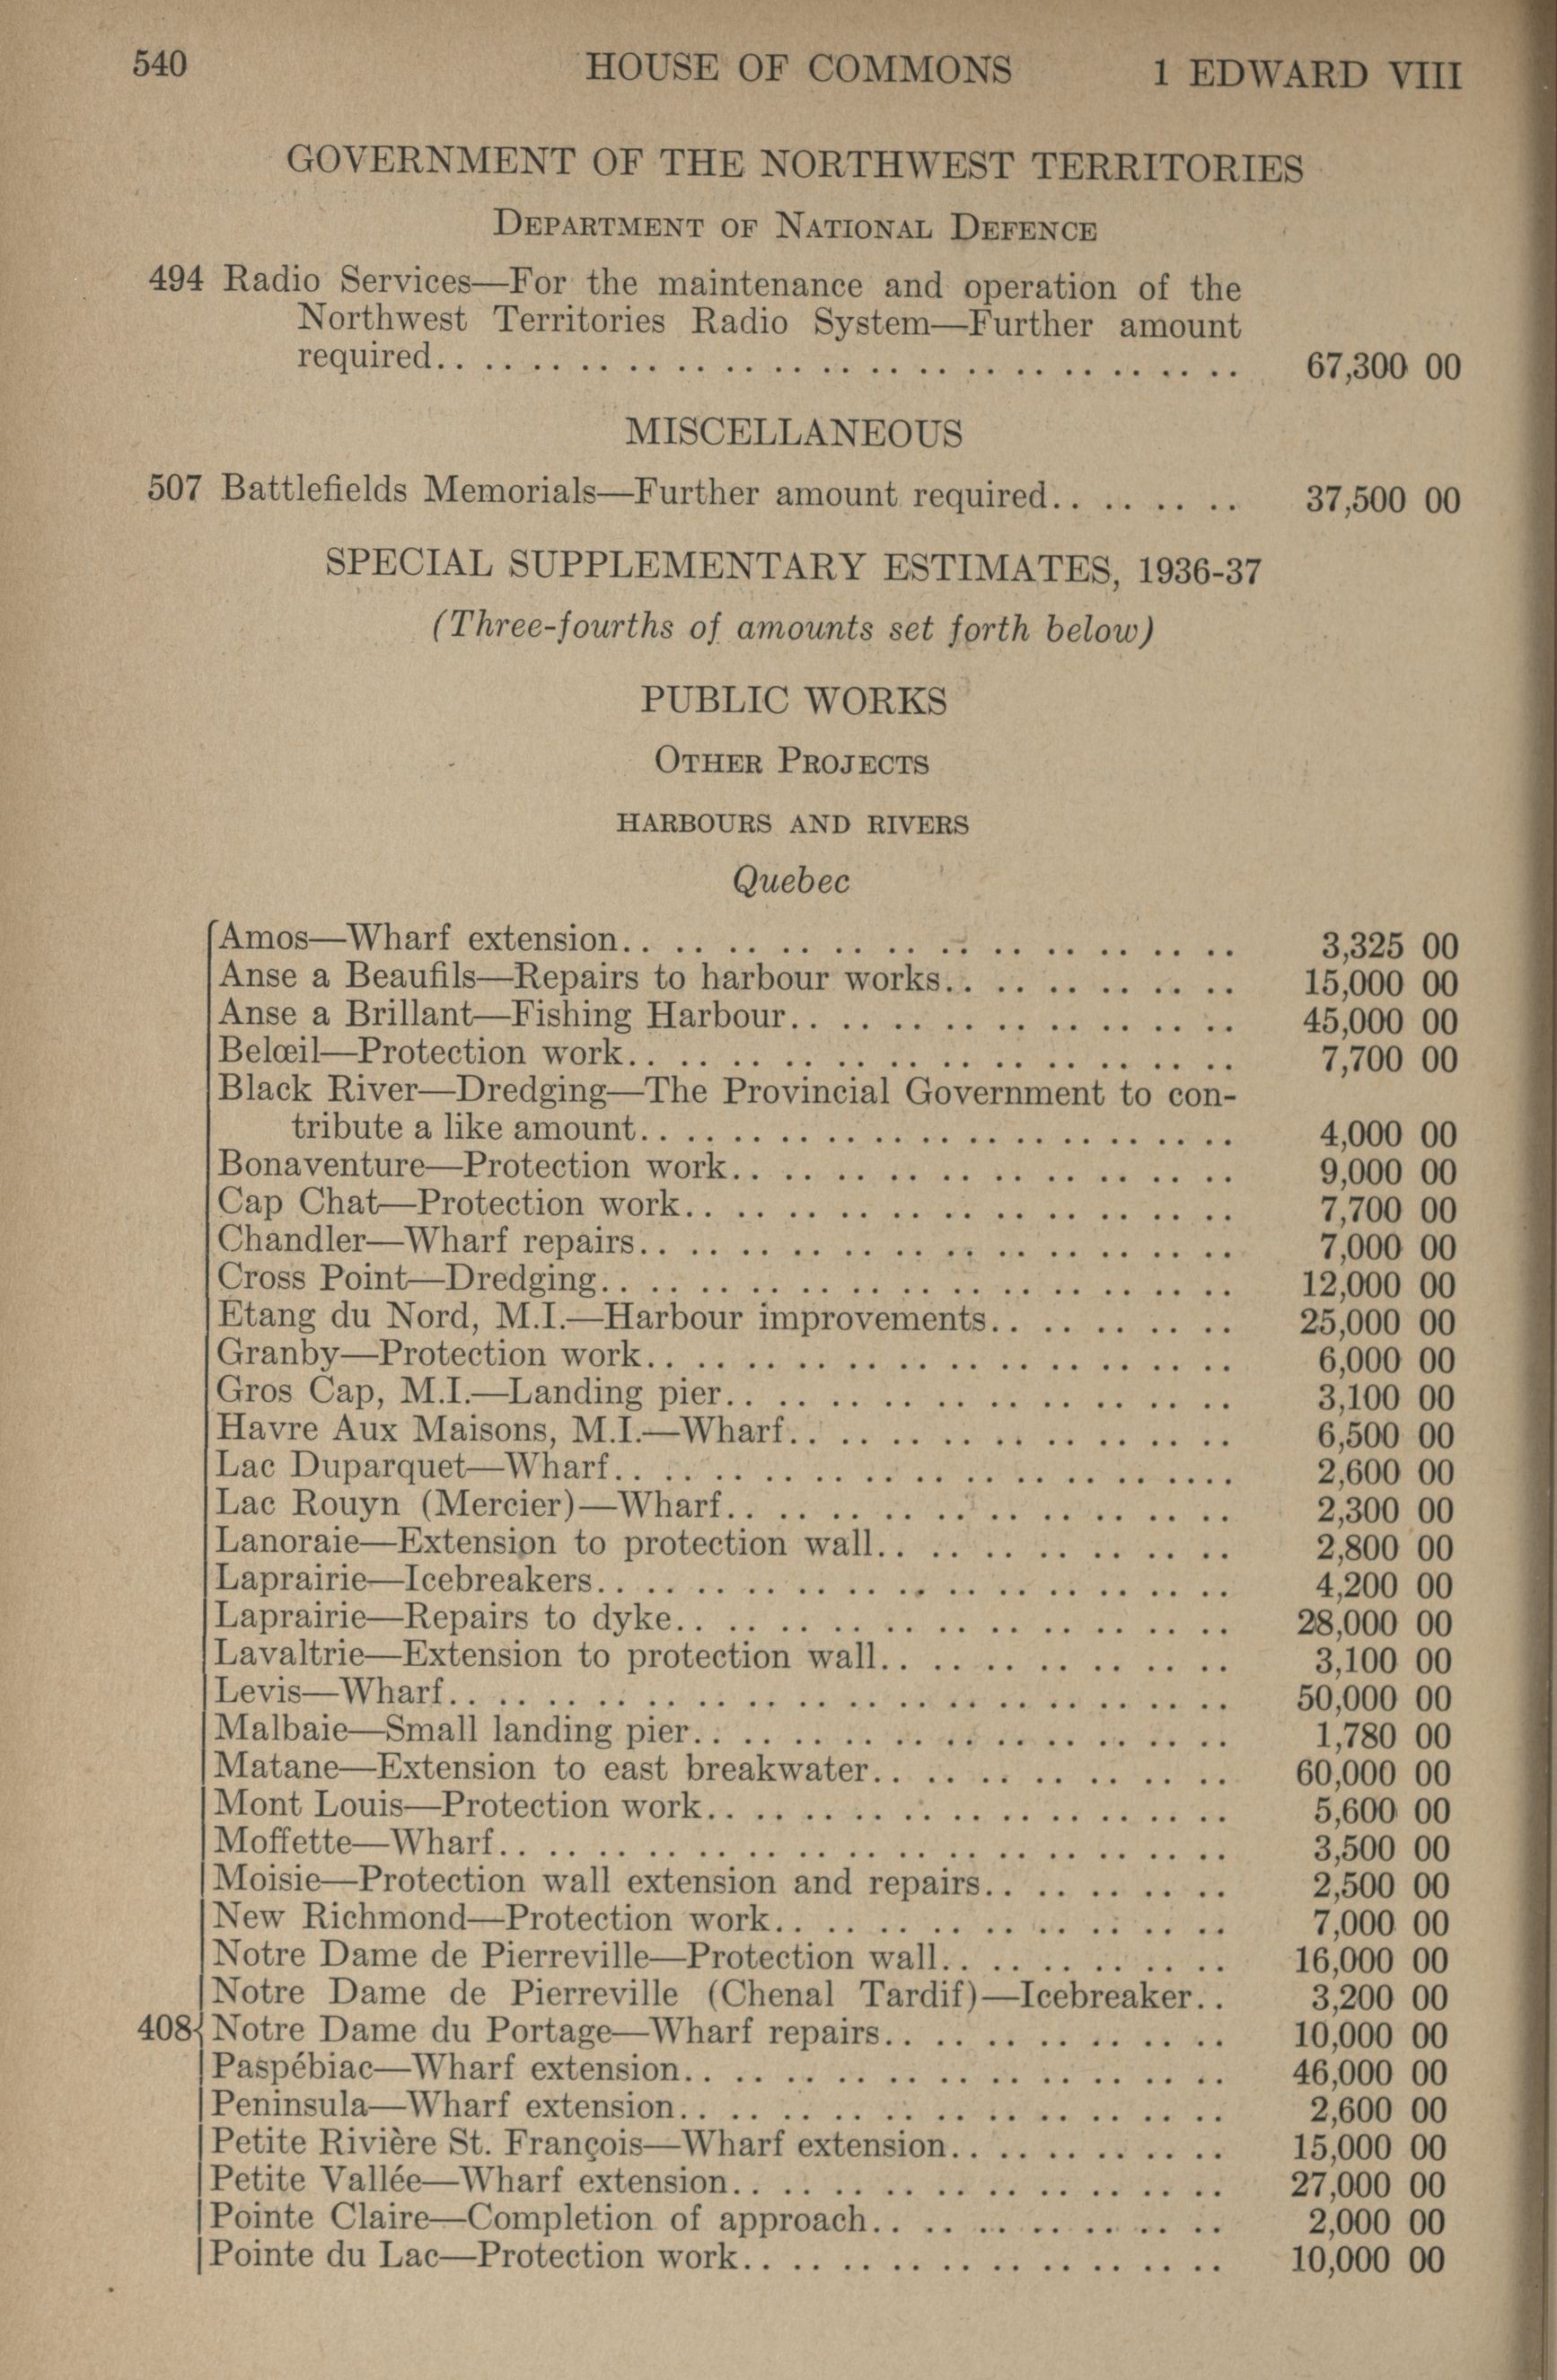 540 HOUSE OF COMMONS 1 EDWARD VIII
GOVERNMENT OF THE NORTHWEST TERRITORIES
DEPARTMENT OF NATIONAL DEFENCE
494 Radio Services—For the maintenance and operation of the
Northwest Territories Radio System—Further amount
required.. .. .. .. .. .. .. .. .. .. .. .. .. .. .. .. .. 67,300 00
MISCELLANEOUS
507 Battlefields Memorials—Further amount required.. .. .. .. 37,500 00
SPECIAL SUPPLEMENTARY ESTIMATES, 1936-37
(Three-fourths of amounts set forth below)
PUBLIC WORKS
OTHER PROJECTS
HARBOURS AND RIVERS
Quebec
Amos—Wharf extension.. .. .. .. .. .. .. .. .. .. .. .. 3,325 00
Anse a Beaufils—Repairs to harbour works.. .. .. .. .. .. 15,000 00
Anse a Brillant—Fishing Harbour.. .. .. .. .. .. .. .. .. 45,000 00
Belœil—Protection work.. .. .. .. .. .. .. .. .. .. .. .. 7,700 00
Black River—Dredging—The Provincial Government to con-
tribute a like amount.. .. .. .. .. .. .. .. .. .. .. .. .. 4,000 00
Bonaventure—Protection work.. .. .. .. .. .. .. .. .. .. 9,000 00
Cap Chat—Protection work.. .. .. .. .. .. .. .. .. .. .. 7,700 00
Chandler—Wharf repairs.. .. .. .. .. .. .. .. .. .. .. .. 7,000 00
Cross Point—Dredging.. .. .. .. .. .. .. .. .. .. .. .. .. 12,000 00
Etang du Nord, M.I.—Harbour improvements.. .. .. .. .. 25,000 00
Granby—Protection work.. .. .. .. .. .. .. .. .. .. .. .. 6,000 00
Gros Cap, M.I.—Landing pier.. .. .. .. .. .. .. .. .. .. 3,100 00
Havre Aux Maisons, M.I.—Wharf.. .. .. .. .. .. .. .. .. 6,500 00
Lac Duparquet—Wharf.. .. .. .. .. .. .. .. .. .. .. .... 2,600 00
Lac Rouyn (Mercier)—Wharf.. .. .. .. .. .. .. .. .. .. 2,300 00
Lanoraie—Extension to protection wall.. .. .. .. .. .. .. 2,800 00
Laprairie—Icebreakers.. .. .. .. .. .. .. .. .. .. .. .. .. 4,200 00
Laprairie—Repairs to dyke.. .. .. .. .. .. .. .. .. .. .. 28,000 00
Lavaltrie—Extension to protection wall.. .. .. .. .. .. .. 3,100 00
Levis—Wharf.. .. .. .. .. .. .. .. .. .. .. .. .. .. .. .. 50,000 00
Malbaie—Small landing pier.. .. .. .. .. .. .. .. .. .. .. 1,780 00
Matane—Extension to east breakwater.. .. .. .. .. .. .. 60,000 00
Mont Louis—Protection work.. .. .. .. .. .. .. .. .. .. .. 5,600 00
Moffette—Wharf.. .. .. .. .. .. .. .. .. .. .. .. .. .. .. 3,500 00
Moisie—Protection wall extension and repairs.. .. .. .. .. 2,500 00
New Richmond—Protection work.. .. .. .. .. .. .. .. .. 7,000 00
Notre Dame de Pierreville—Protection wall.. .. .. .. .. .. 16,000 00
Notre Dame de Pierreville (Chenal Tardif)—Icebreaker.. 3,200 00
408 Notre Dame du Portage—Wharf repairs.. .. .. .. .. .. .. 10,000 00
Paspébiac—Wharf extension.. .. .. .. .. .. .. .. .. .. .. 46,000 00
Peninsula—Wharf extension.. .. .. .. .. .. .. .. .. .. .. 2,600 00
Petite Rivière St. François—Wharf extension.. .. .. .. .. .. 15,000 00
Petite Vallée—Wharf extension.. .. .. .. .. .. .. .. .. .. 27,000 00
Pointe Claire—Completion of approach.. .. .. .. .. .. .. 2,000 00
Pointe du Lac—Protection work.. .. .. .. .. .. .. .. .. .. 10,000 00